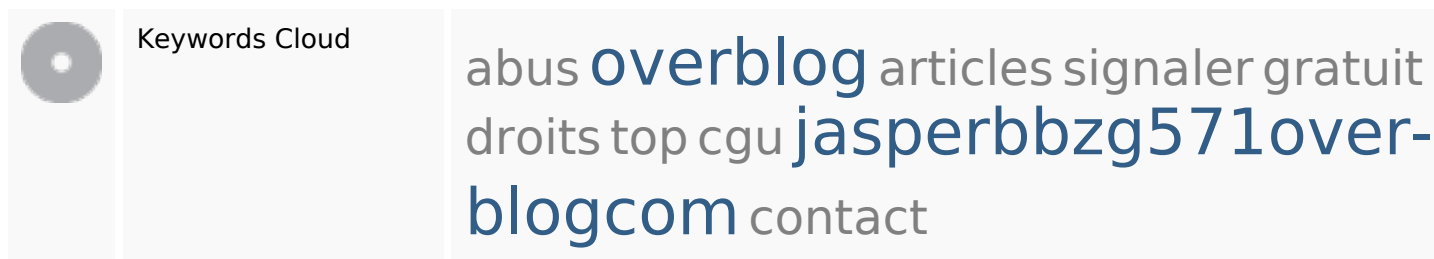 Keywords Cloud
abus overblog articles signaler gratuit
droits top cgu jasperbbzg571over-
blogcom contact